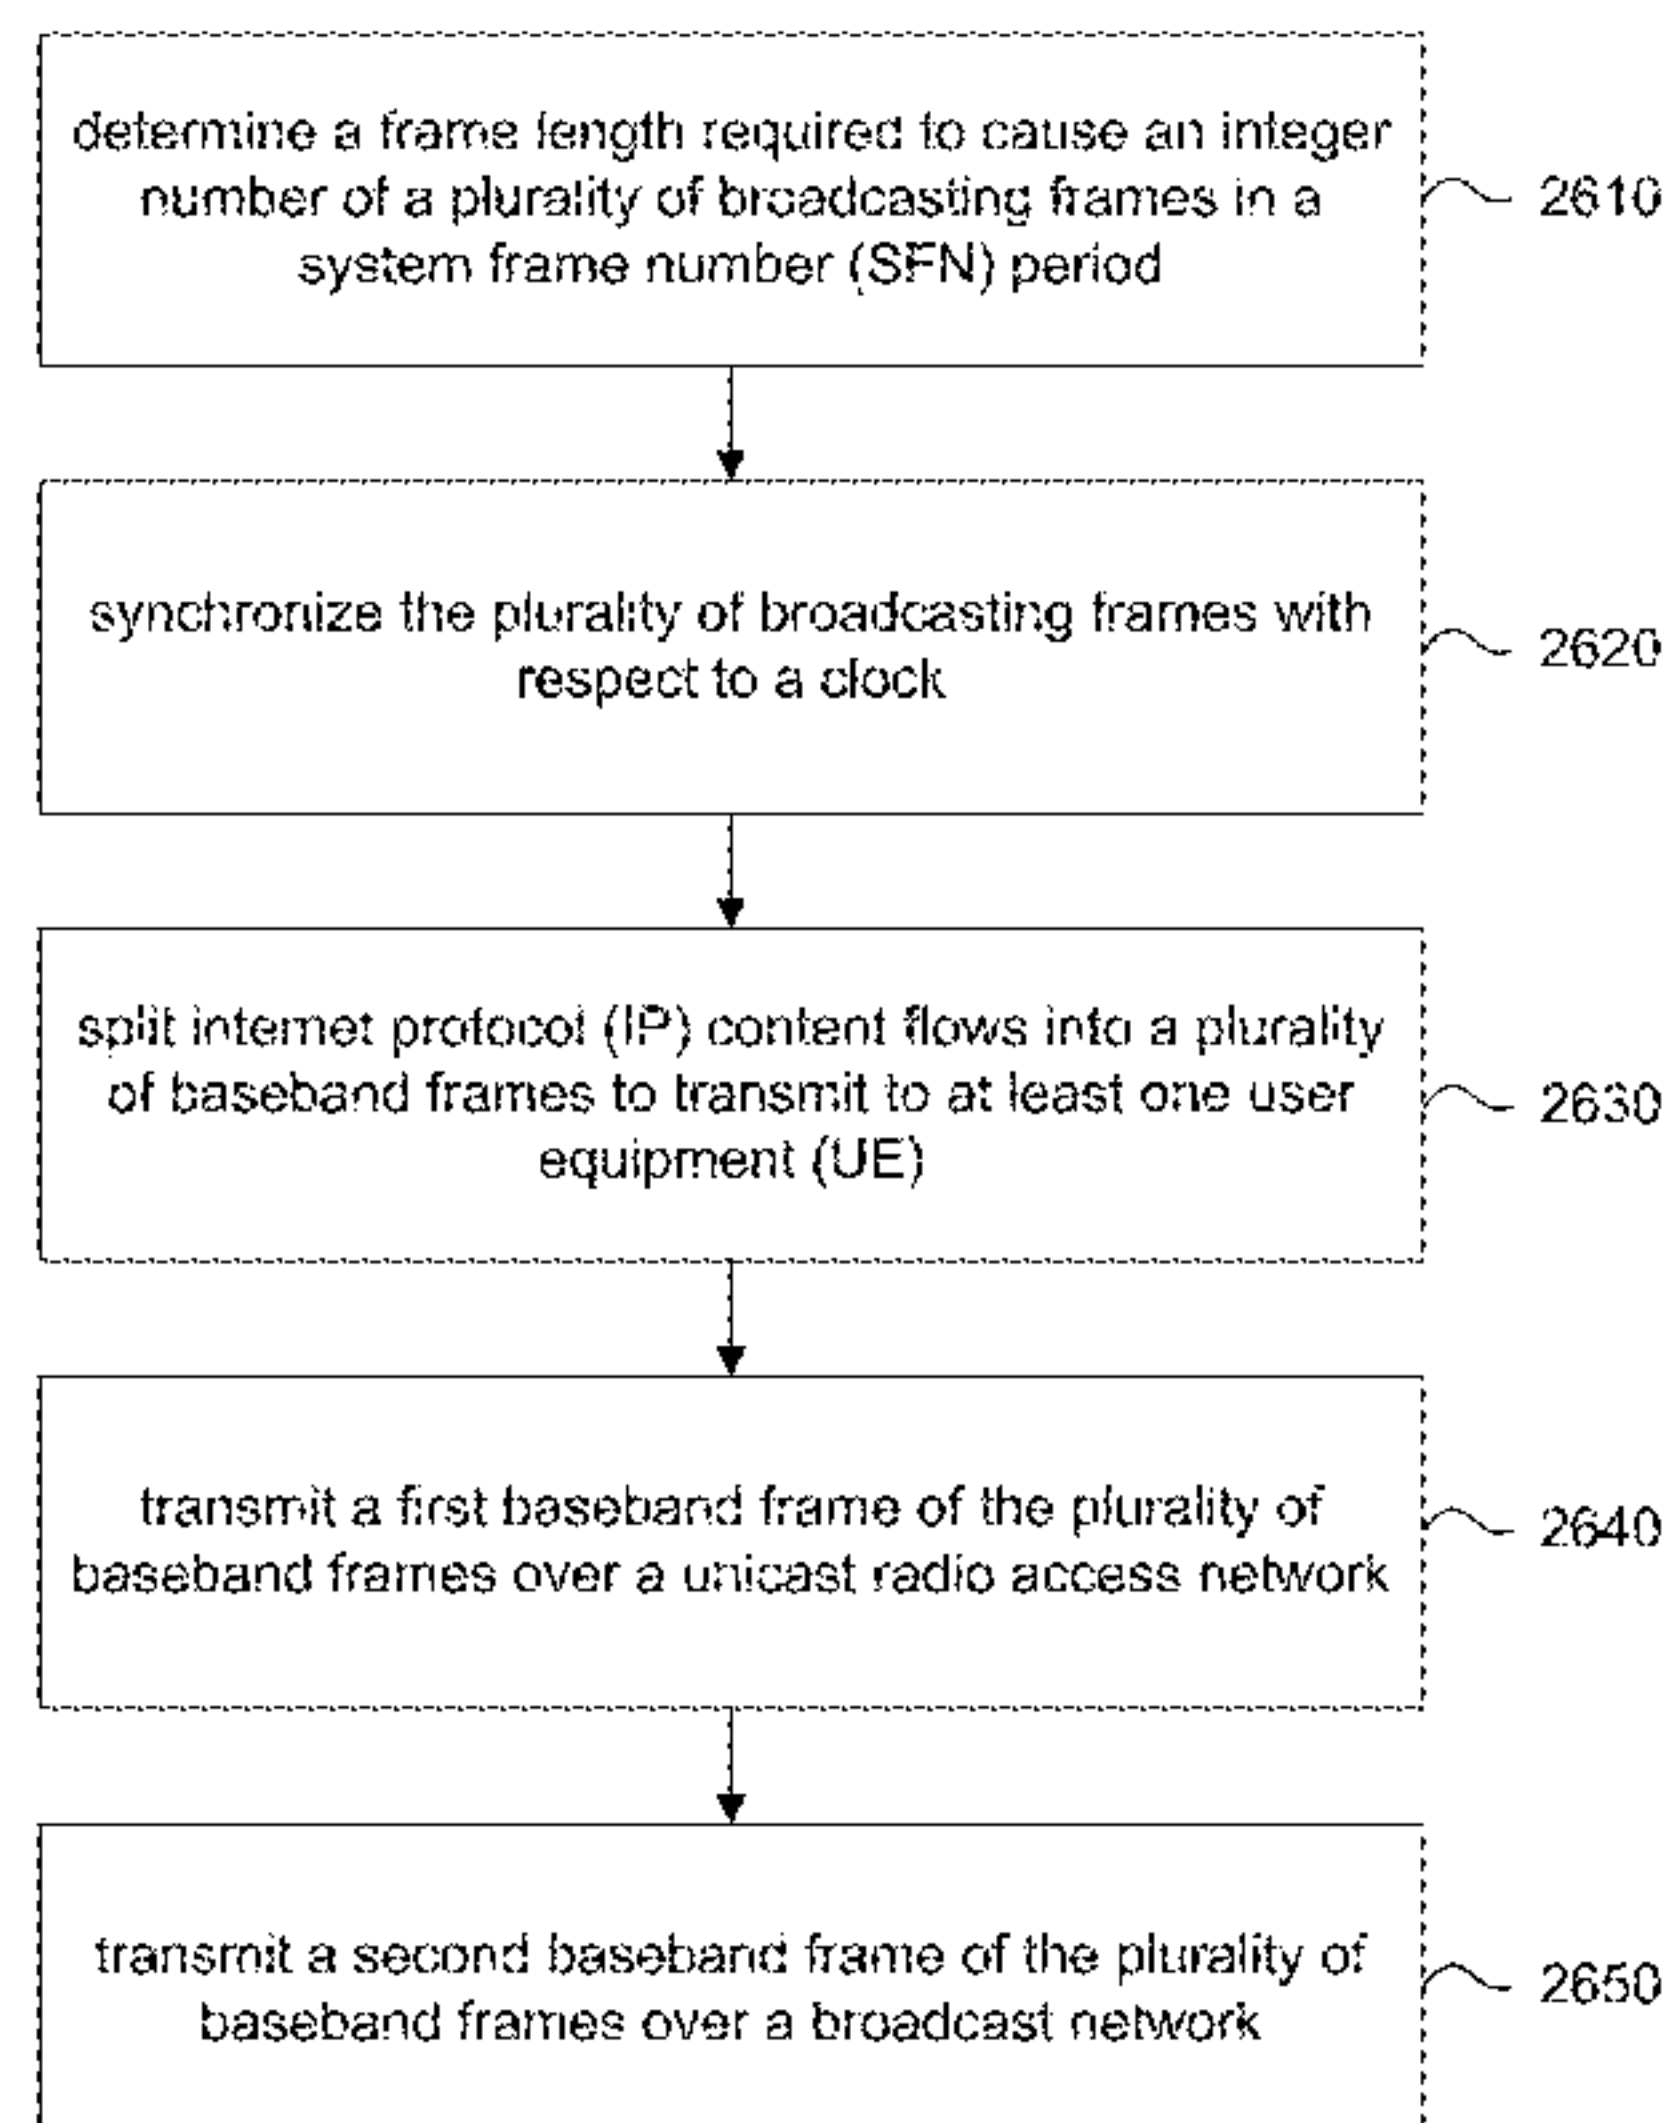 determine a frame length required to cause an integer
number of a plurality of broadcasting frames in a
system frame number (SFN) period
2610
synchronize the plurality of broadcasting frames with
respect to a clock
2620
split internet protocol (IP) content flows into a plurality
of baseband frames to transmit to at least one user
equipment (UE)
2630
transmit a first baseband frame of the plurality of
baseband frames over a unicast radio access network
2640
transmit a second baseband frame of the plurality of
baseband frames over a broadcast network
2650